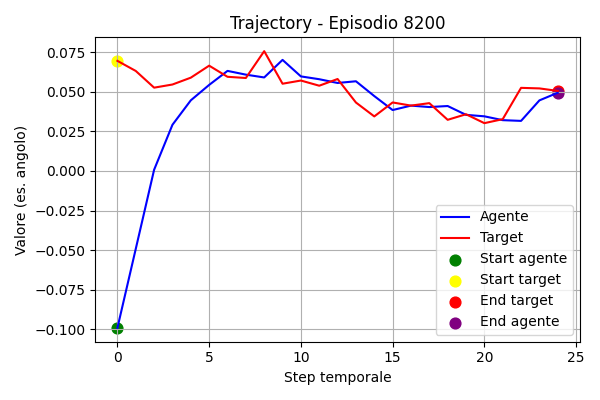 Trajectory - Episodio 8200
Valore (es. angolo)
0.075
0.050
0.025
0.000
−0.025
−0.050
−0.075
−0.100
Agente
Target
Start agente
Start target
End target
End agente
0 5 10 15 20 25
Step temporale